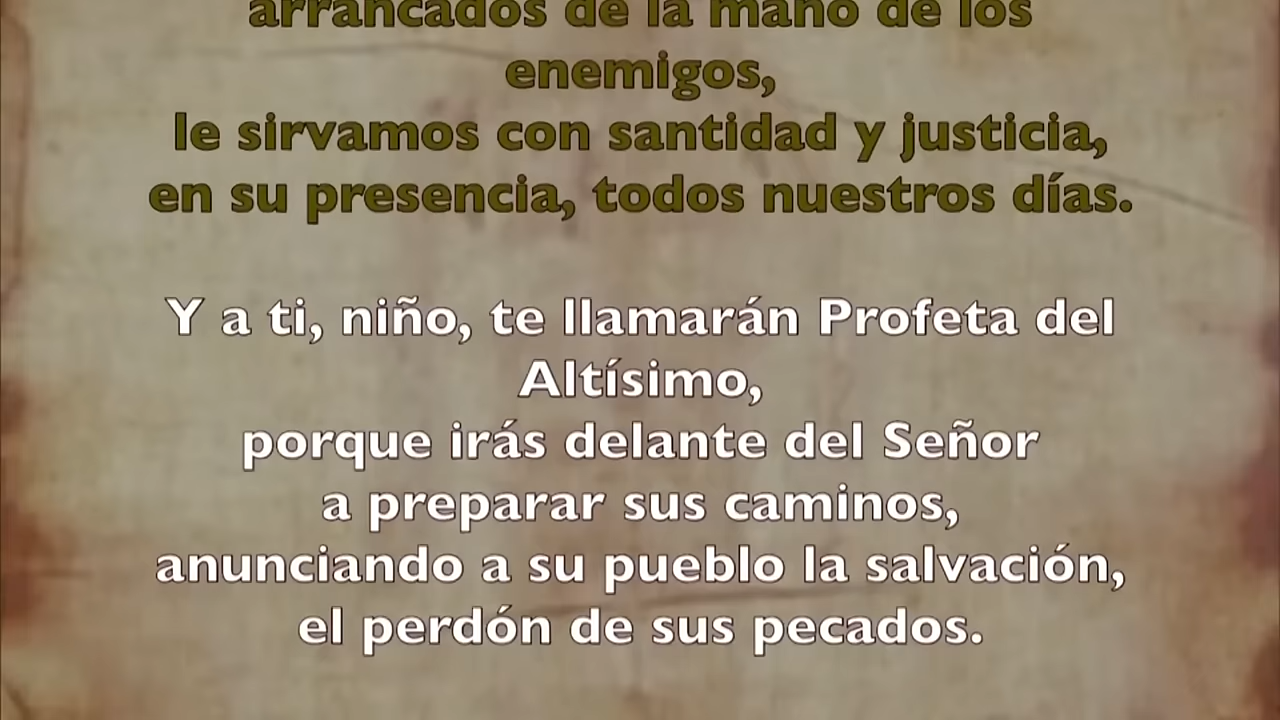 arrancados de la mano de los
enemigos,
le sirvamos con santidad y justicia,
en su presencia, todos nuestros días.
Y a ti, niño, te llamarán Profeta del
Altísimo,
porque irás delante del Señor
a preparar sus caminos,
anunciando a su pueblo la salvación,
el perdón de sus pecados.